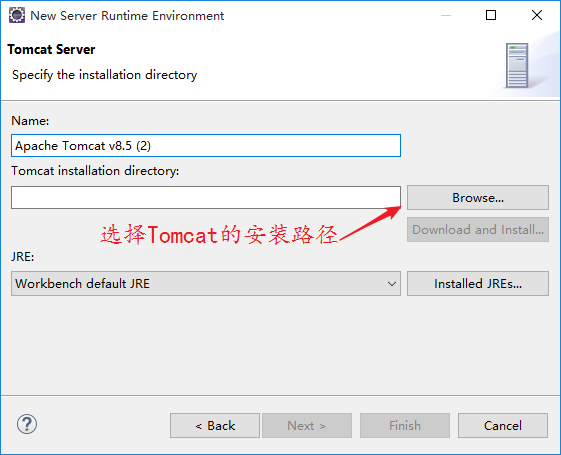 New Server Runtime Environment
Tomcat Server
Specify the installation directory
Name:
Apache Tomcat v8.5 (2)
Tomcat installation directory:
Browse...
选择Tomcat的安装路径
Download and Install...
JRE:
Workbench default JRE
Installed JREs...
?
< Back
Next >
Finish
Cancel